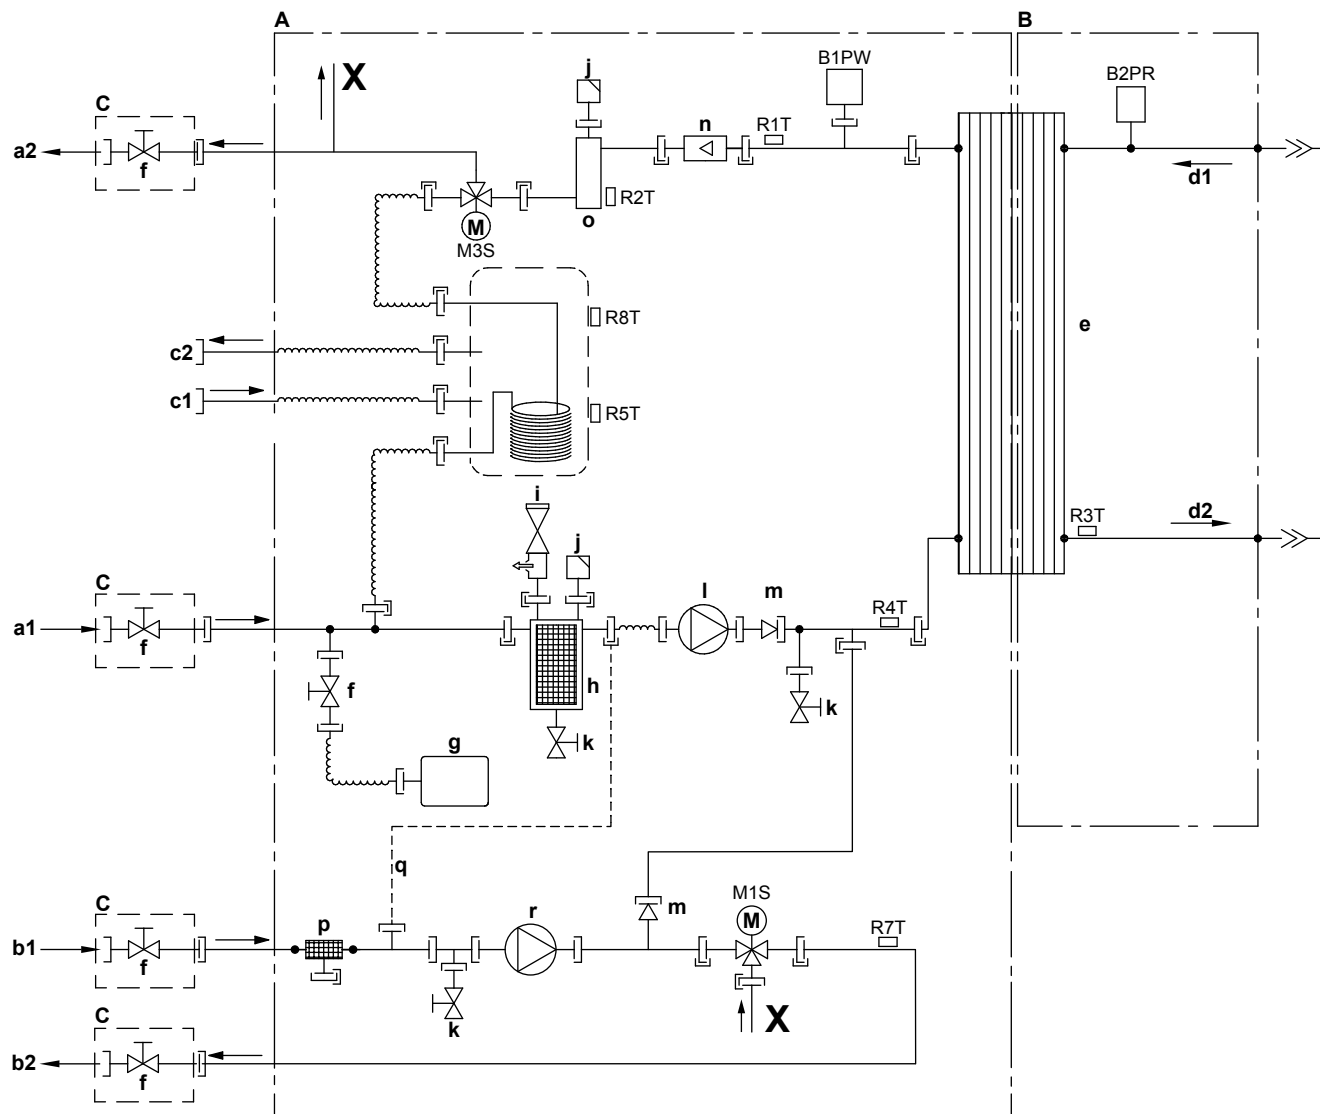 A
B
B1PW
j
X
B2PR
C
n
R1T
a2
f
d1
R2T
o
M
M3S
R8T
c2
e
c1
R5T
i
d2
R3T
j
C
l
m
R4T
a1
f
f
h
k
k
g
q
M1S
C
p
r
m
M
R7T
b1
f
k
X
C
b2
f